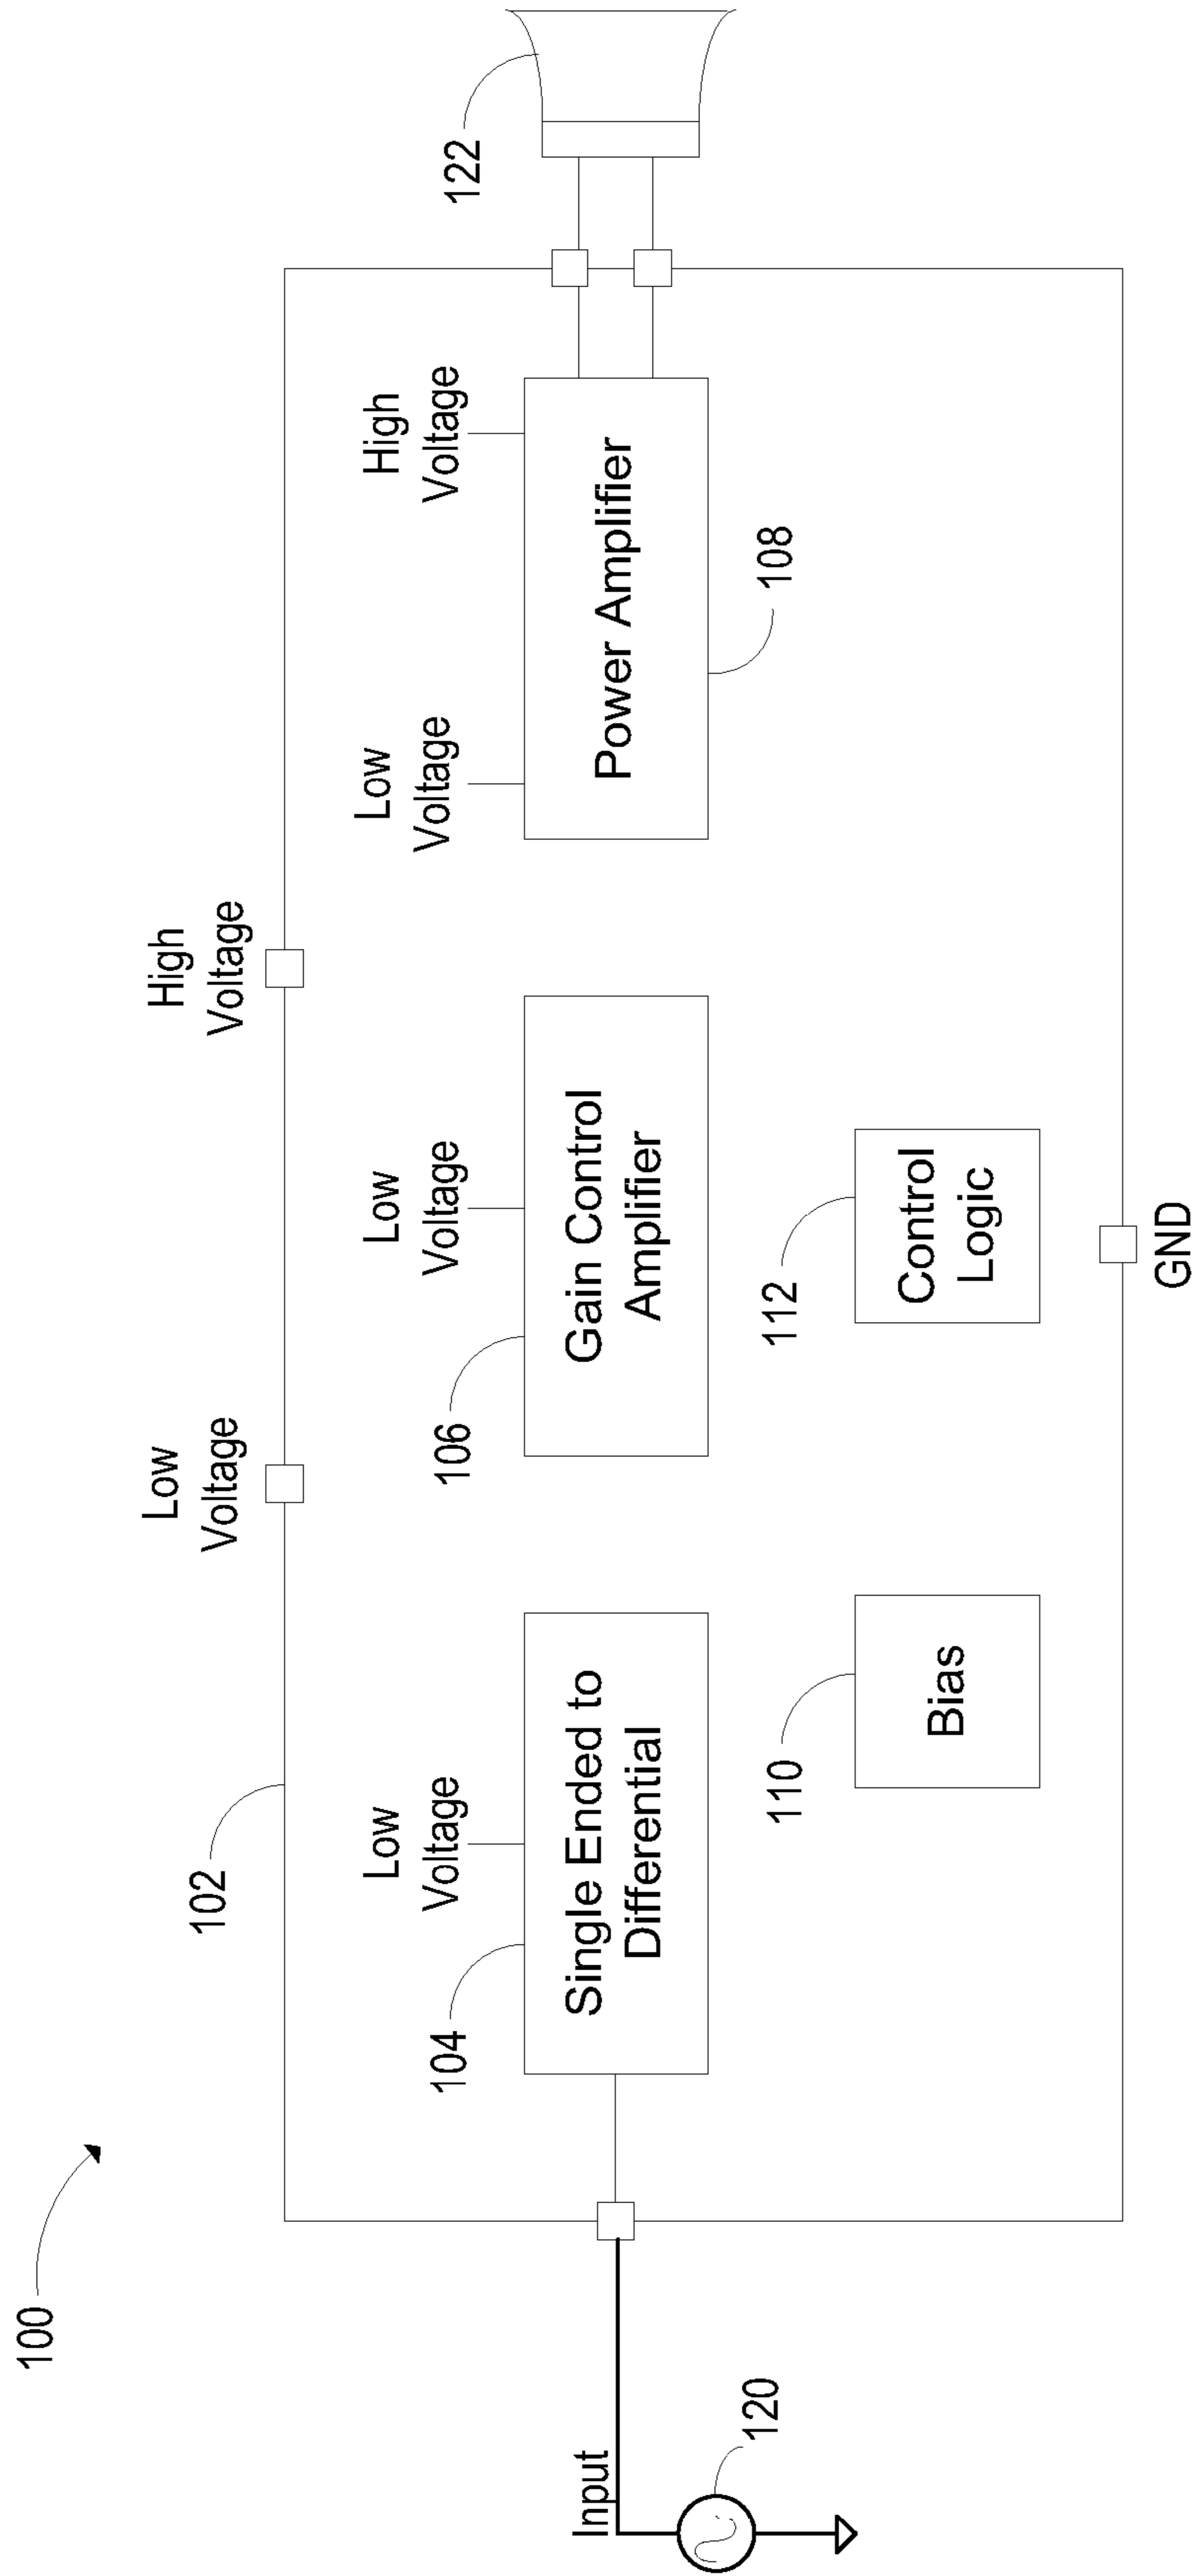 100
102
Low
Voltage
High
Voltage
Input
120
104
Low
Voltage
Single Ended to
Differential
106
Low
Voltage
Gain Control
Amplifier
Low
Voltage
High
Voltage
Power Amplifier
108
122
110
Bias
112
Control
Logic
GND